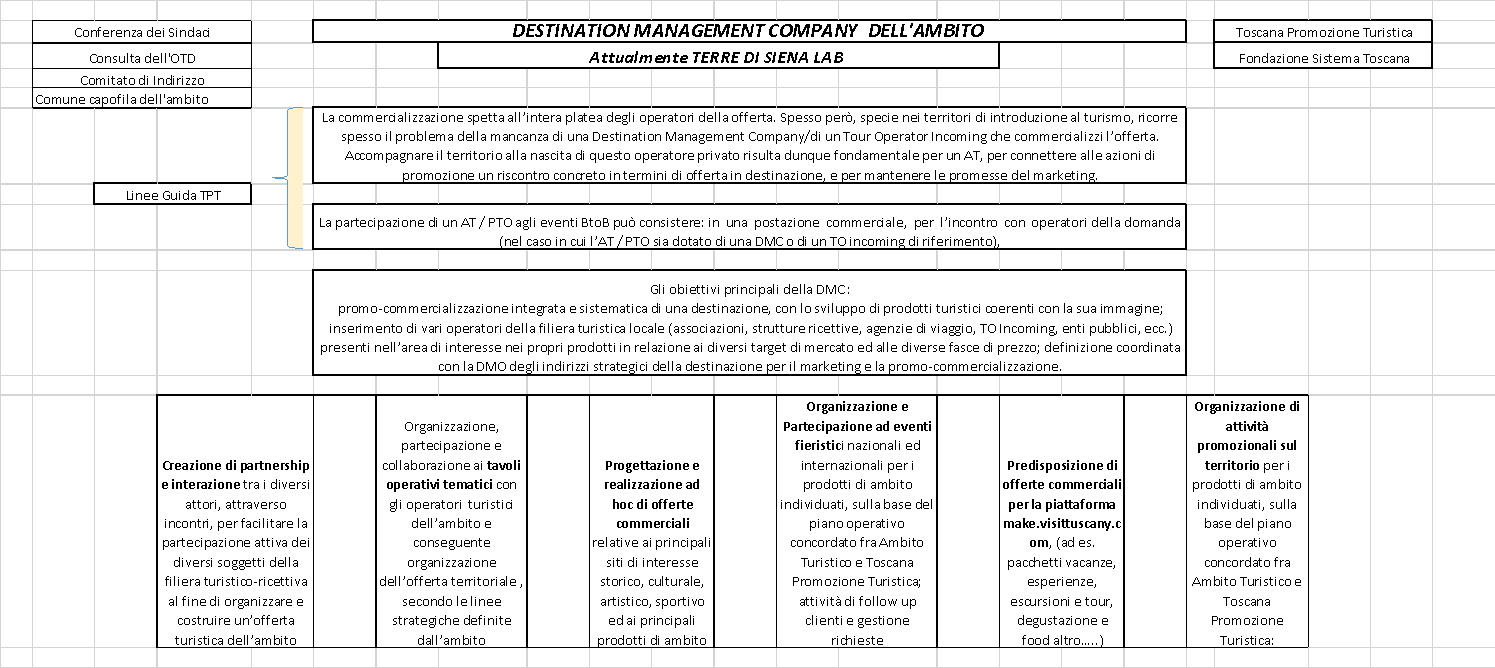 Conferenza dei Sindaci
Consulta dell'OTD
Comitato di Indirizzo
Comune capofila dell'ambito
DESTINATION MANAGEMENT COMPANY DELL'AMBITO
Attualmente TERRE DI SIENA LAB
Toscana Promozione Turistica
Fondazione Sistema Toscana
Linee Guida TPT
La commercializzazione spetta all’intera platea degli operatori della offerta. Spesso però, specie nei territori di introduzione al turismo, ricorre
spesso il problema della mancanza di una Destination Management Company/di un Tour Operator Incoming che commercializzi l’offerta.
Accompagnare il territorio alla nascita di questo operatore privato risulta dunque fondamentale per un AT, per connettere alle azioni di
promozione un riscontro concreto in termini di offerta in destinazione, e per mantenere le promesse del marketing.
La partecipazione di un AT / PTO agli eventi BtoB può consistere: in una postazione commerciale, per l’incontro con operatori della domanda
(nel caso in cui l’AT / PTO sia dotato di una DMC o di un TO incoming di riferimento),
Gli obiettivi principali della DMC:
promo-commercializzazione integrata e sistematica di una destinazione, con lo sviluppo di prodotti turistici coerenti con la sua immagine;
inserimento di vari operatori della filiera turistica locale (associazioni, strutture ricettive, agenzie di viaggio, TO Incoming, enti pubblici, ecc.)
presenti nell’area di interesse nei propri prodotti in relazione ai diversi target di mercato ed alle diverse fasce di prezzo; definizione coordinata
con la DMO degli indirizzi strategici della destinazione per il marketing e la promo-commercializzazione.
Creazione di partnership
e interazione tra i diversi
attori, attraverso
incontri, per facilitare la
partecipazione attiva dei
diversi soggetti della
filiera turistico-ricettiva
al fine di organizzare e
costruire un’offerta
turistica dell’ambito
Organizzazione,
partecipazione e
collaborazione ai tavoli
operativi tematici con
gli operatori turistici
dell’ambito e
conseguente
organizzazione
dell’offerta territoriale ,
secondo le linee
strategiche definite
dall’ambito
Progettazione e
realizzazione ad
hoc di offerte
commerciali
relative ai principali
siti di interesse
storico, culturale,
artistico, sportivo
ed ai principali
prodotti di ambito
Organizzazione e
Partecipazione ad eventi
fieristici nazionali ed
internazionali per i
prodotti di ambito
individuati, sulla base del
piano operativo
concordato fra Ambito
Turistico e Toscana
Promozione Turistica;
attività di follow up
clienti e gestione
richieste
Predisposizione di
offerte commerciali
per la piattaforma
make.visittuscany.c
om, (ad es.
pacchetti vacanze,
esperienze,
escursioni e tour,
degustazione e
food altro…..)
Organizzazione di
attività
promozionali sul
territorio per i
prodotti di ambito
individuati, sulla
base del piano
operativo
concordato fra
Ambito Turistico e
Toscana
Promozione
Turistica: